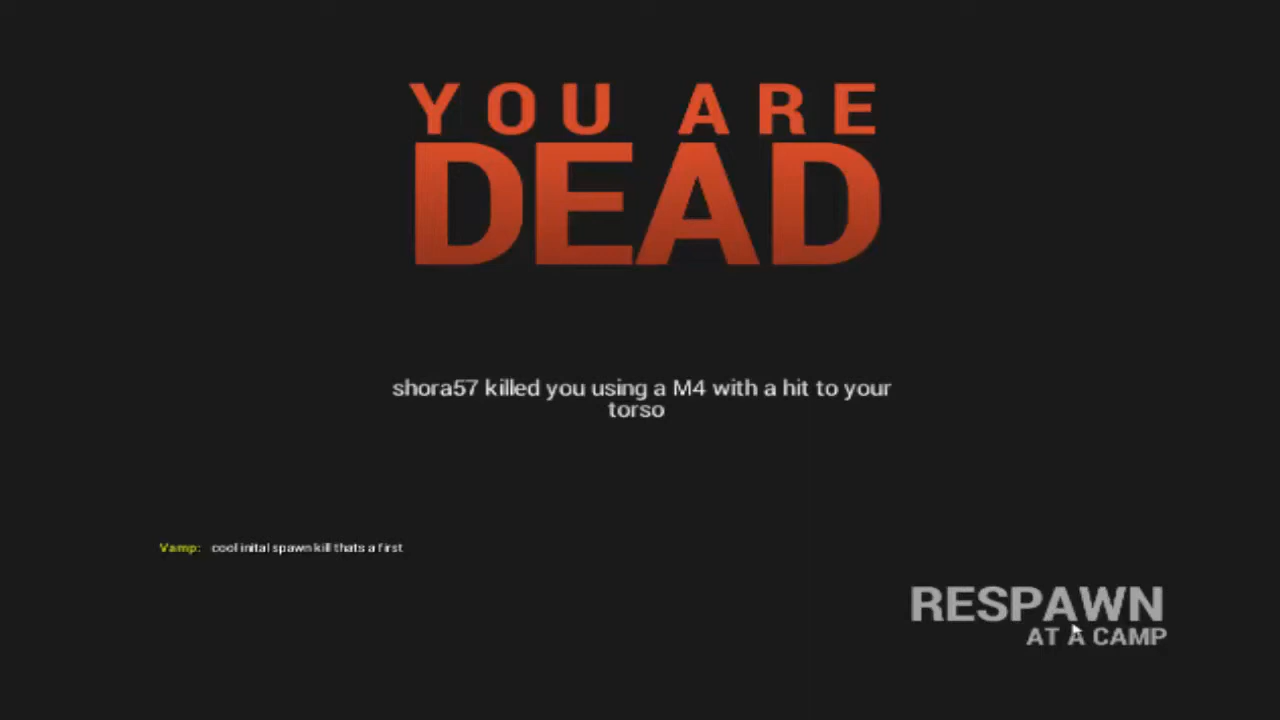 YOU ARE
DEAD
shora57 killed you using a M4 with a hit to your
torso
Vamp: cool inital spawn kill thats a first
RESPAWN
AT A CAMP